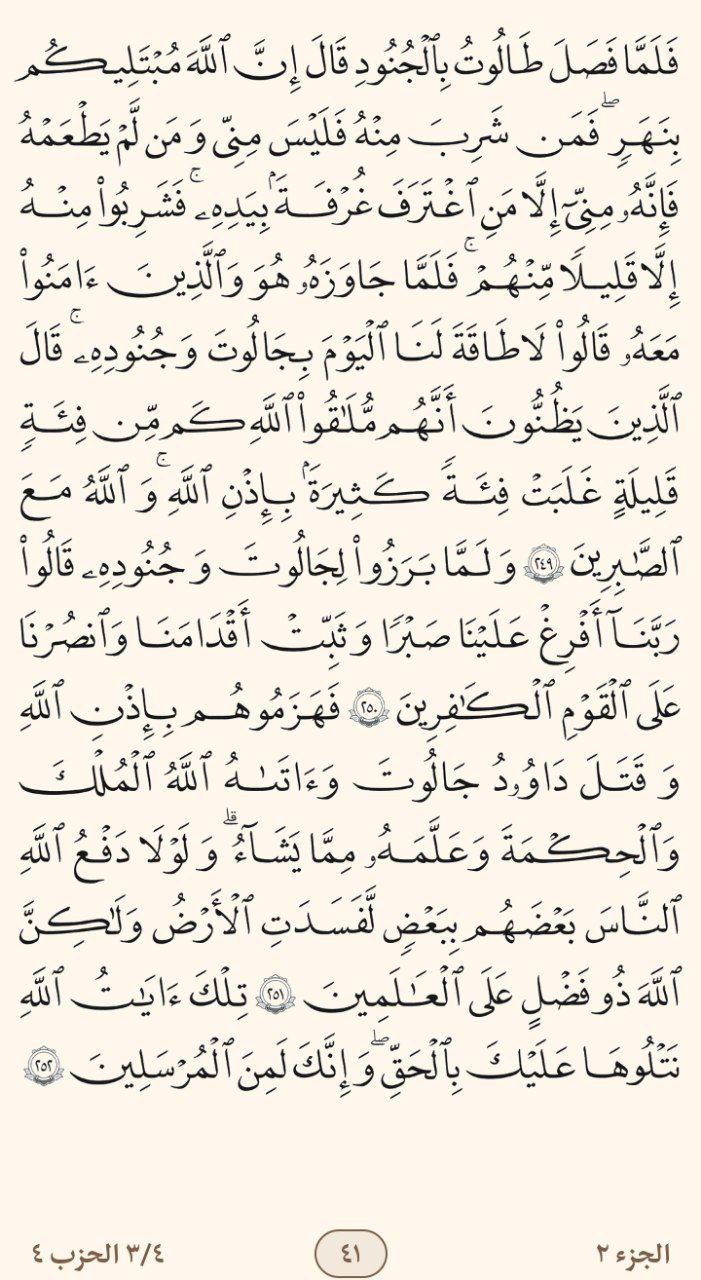 فَلَمَّا فَصَلَ طَالُوتُ بِٱلْجُنُودِ قَالَ إِنَّ ٱللَّهَ مُبْتَلِيكُم
بِنَهَرٍۢ فَمَن شَرِبَ مِنْهُ فَلَيْسَ مِنِّى وَمَن لَّمْ يَطْعَمْهُ
فَإِنَّهُۥ مِنِّىٓ إِلَّا مَنِ ٱغْتَرَفَ غُرْفَةًۢ بِيَدِهِۦ ۚ فَشَرِبُوا۟ مِنْهُ
إِلَّا قَلِيلًا مِّنْهُمْ ۚ فَلَمَّا جَاوَزَهُۥ هُوَ وَٱلَّذِينَ ءَامَنُوا۟
مَعَهُۥ قَالُوا۟ لَا طَاقَةَ لَنَا ٱلْيَوْمَ بِجَالُوتَ وَجُنُودِهِۦ ۚ قَالَ
ٱلَّذِينَ يَظُنُّونَ أَنَّهُم مُّلَٰقُوا۟ ٱللَّهِ كَم مِّن فِئَةٍ
قَلِيلَةٍ غَلَبَتْ فِئَةً كَثِيرَةًۢ بِإِذْنِ ٱللَّهِ ۗ وَٱللَّهُ مَعَ
ٱلصَّٰبِرِينَ ٢٤٩ وَلَمَّا بَرَزُوا۟ لِجَالُوتَ وَجُنُودِهِۦ قَالُوا۟
رَبَّنَآ أَفْرِغْ عَلَيْنَا صَبْرًا وَثَبِّتْ أَقْدَامَنَا وَٱنصُرْنَا
عَلَى ٱلْقَوْمِ ٱلْكَٰفِرِينَ ٢٥٠ فَهَزَمُوهُم بِإِذْنِ ٱللَّهِ
وَقَتَلَ دَاوُۥدُ جَالُوتَ وَءَاتَىٰهُ ٱللَّهُ ٱلْمُلْكَ
وَٱلْحِكْمَةَ وَعَلَّمَهُۥ مِمَّا يَشَآءُ ۗ وَلَوْلَا دَفْعُ ٱللَّهِ
ٱلنَّاسَ بَعْضَهُم بِبَعْضٍ لَّفَسَدَتِ ٱلْأَرْضُ وَلَٰكِنَّ
ٱللَّهَ ذُو فَضْلٍ عَلَى ٱلْعَٰلَمِينَ ٢٥١ تِلْكَ ءَايَٰتُ ٱللَّهِ
نَتْلُوهَا عَلَيْكَ بِٱلْحَقِّ ۖ وَإِنَّكَ لَمِنَ ٱلْمُرْسَلِينَ ٢٥٢
الجزء ٢ ٤١ ٣/٤ الحزب ٤